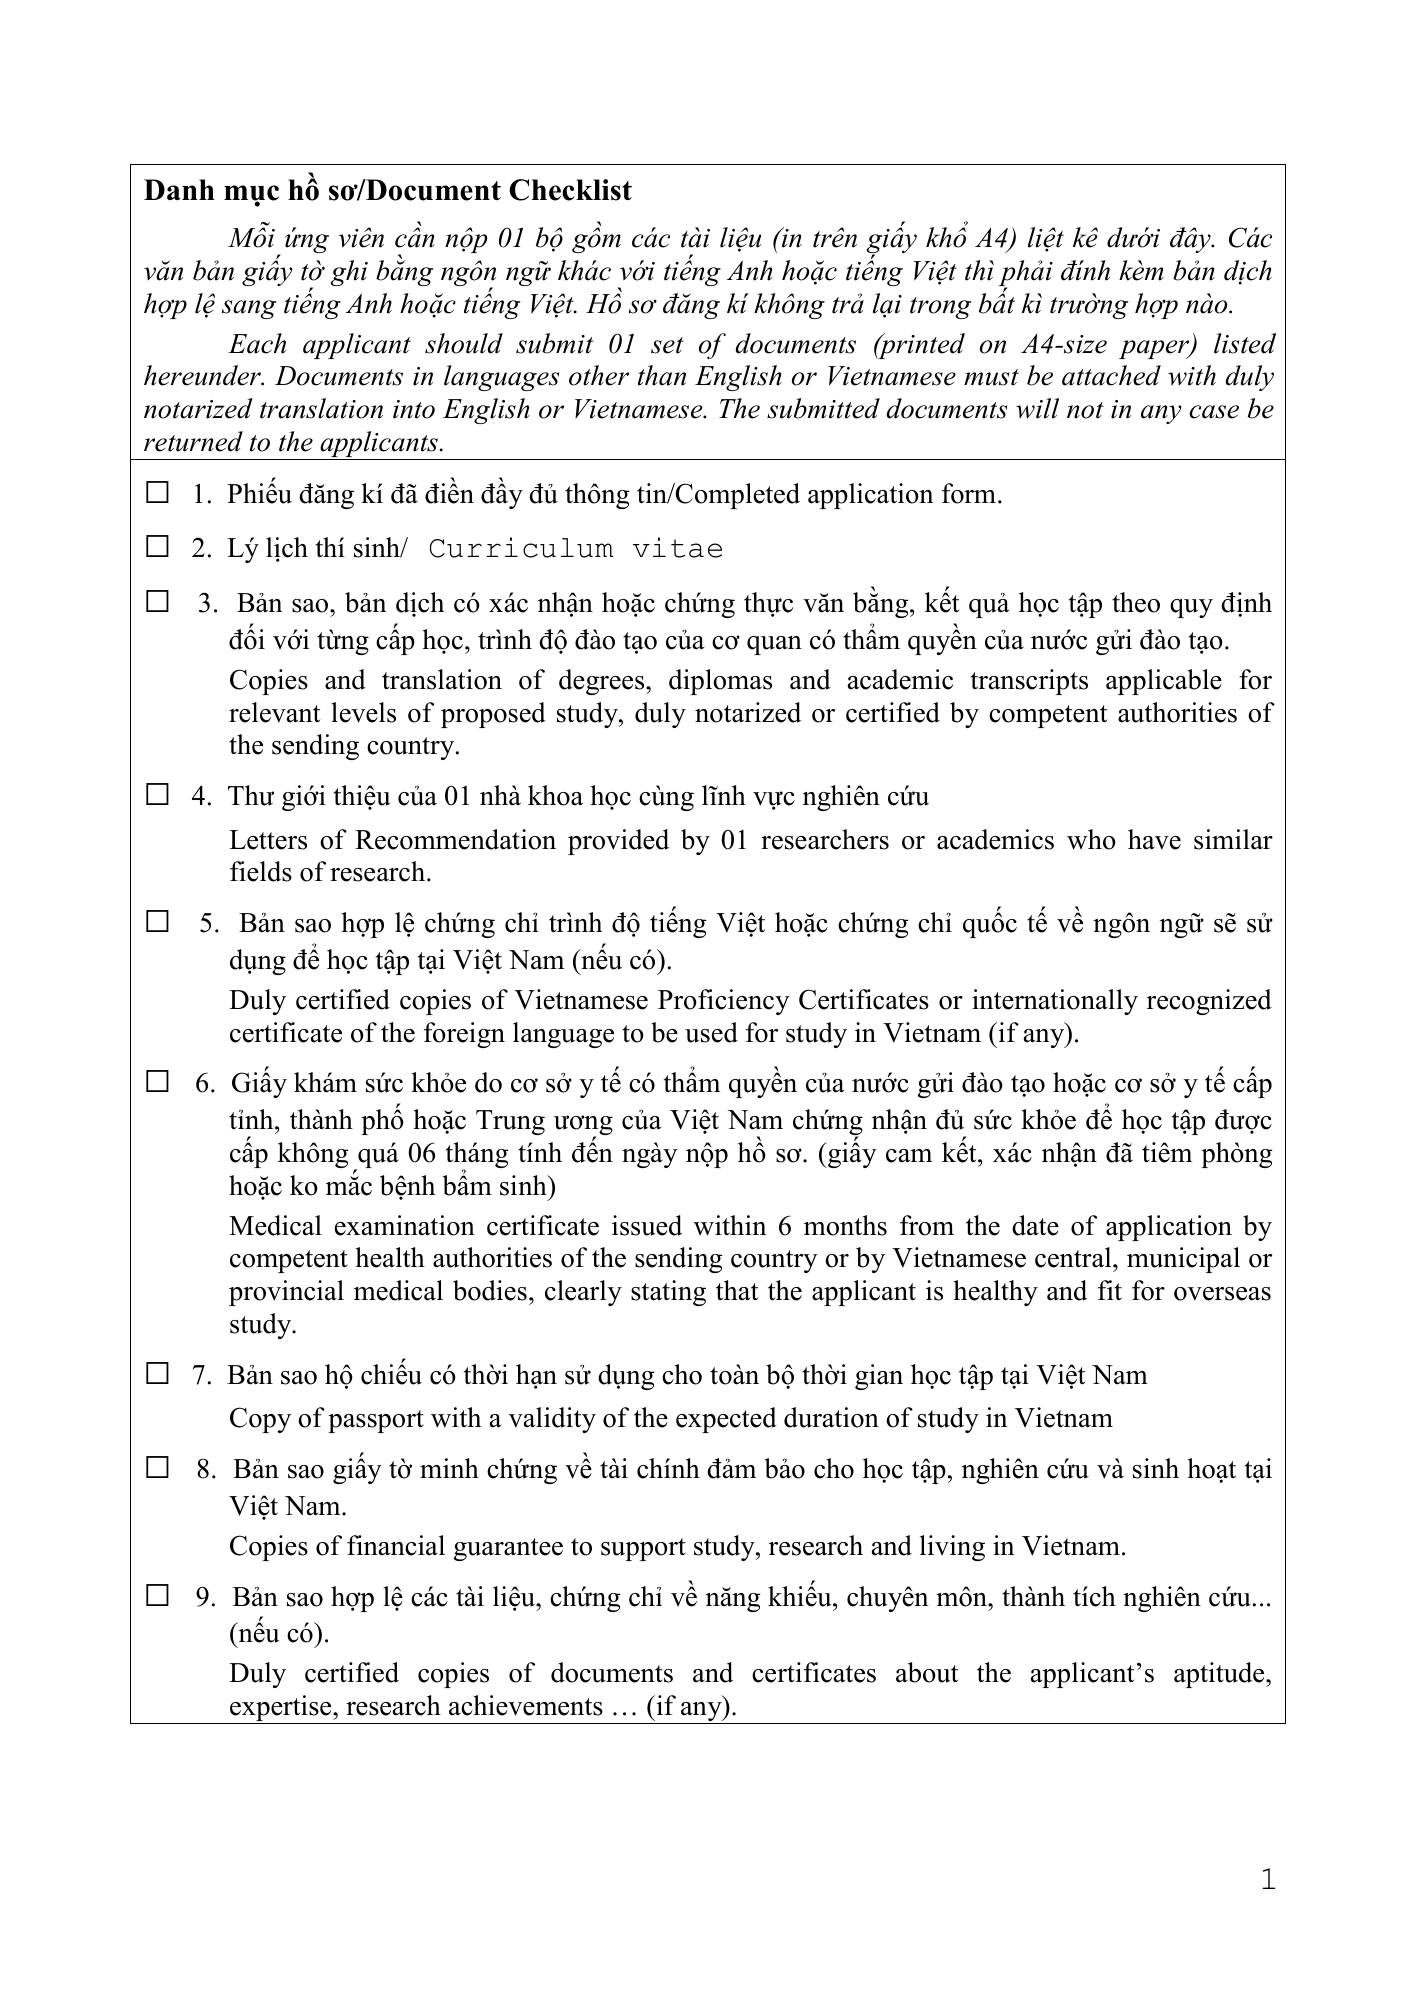 Danh mục hồ sơ/Document Checklist
Mỗi ứng viên cần nộp 01 bộ gồm các tài liệu (in trên giấy khổ A4) liệt kê dưới đây. Các
văn bản giấy tờ ghi bằng ngôn ngữ khác với tiếng Anh hoặc tiếng Việt thì phải đính kèm bản dịch
hợp lệ sang tiếng Anh hoặc tiếng Việt. Hồ sơ đăng kí không trả lại trong bất kì trường hợp nào.
Each applicant should submit 01 set of documents (printed on A4-size paper) listed
hereunder. Documents in languages other than English or Vietnamese must be attached with duly
notarized translation into English or Vietnamese. The submitted documents will not in any case be
returned to the applicants.
☐ 1. Phiếu đăng kí đã điền đầy đủ thông tin/Completed application form.
☐ 2. Lý lịch thí sinh/ Curriculum vitae
☐ 3. Bản sao, bản dịch có xác nhận hoặc chứng thực văn bằng, kết quả học tập theo quy định
đối với từng cấp học, trình độ đào tạo của cơ quan có thẩm quyền của nước gửi đào tạo.
Copies and translation of degrees, diplomas and academic transcripts applicable for
relevant levels of proposed study, duly notarized or certified by competent authorities of
the sending country.
☐ 4. Thư giới thiệu của 01 nhà khoa học cùng lĩnh vực nghiên cứu
Letters of Recommendation provided by 01 researchers or academics who have similar
fields of research.
☐ 5. Bản sao hợp lệ chứng chỉ trình độ tiếng Việt hoặc chứng chỉ quốc tế về ngôn ngữ sẽ sử
dụng để học tập tại Việt Nam (nếu có).
Duly certified copies of Vietnamese Proficiency Certificates or internationally recognized
certificate of the foreign language to be used for study in Vietnam (if any).
☐ 6. Giấy khám sức khỏe do cơ sở y tế có thẩm quyền của nước gửi đào tạo hoặc cơ sở y tế cấp
tỉnh, thành phố hoặc Trung ương của Việt Nam chứng nhận đủ sức khỏe để học tập được
cấp không quá 06 tháng tính đến ngày nộp hồ sơ. (giấy cam kết, xác nhận đã tiêm phòng
hoặc ko mắc bệnh bẩm sinh)
Medical examination certificate issued within 6 months from the date of application by
competent health authorities of the sending country or by Vietnamese central, municipal or
provincial medical bodies, clearly stating that the applicant is healthy and fit for overseas
study.
☐ 7. Bản sao hộ chiếu có thời hạn sử dụng cho toàn bộ thời gian học tập tại Việt Nam
Copy of passport with a validity of the expected duration of study in Vietnam
☐ 8. Bản sao giấy tờ minh chứng về tài chính đảm bảo cho học tập, nghiên cứu và sinh hoạt tại
Việt Nam.
Copies of financial guarantee to support study, research and living in Vietnam.
☐ 9. Bản sao hợp lệ các tài liệu, chứng chỉ về năng khiếu, chuyên môn, thành tích nghiên cứu...
(nếu có).
Duly certified copies of documents and certificates about the applicant’s aptitude,
expertise, research achievements … (if any).
1